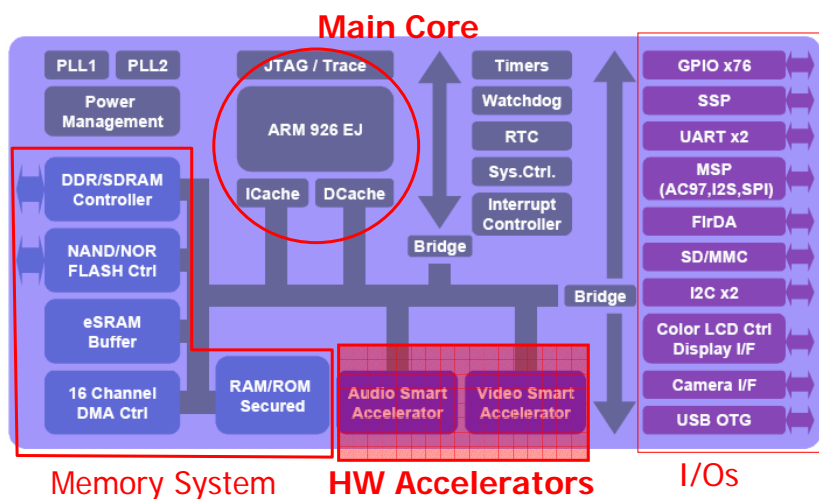 Main Core
PLL1
PLL2
Power
Management
JTAG / Trace
ARM 926 EJ
ICache
DCache
Timers
Watchdog
RTC
Sys.Ctrl.
Interrupt
Controller
Bridge
Bridge
DDR/SDRAM
Controller
NAND/NOR
FLASH Ctrl
eSRAM
Buffer
16 Channel
DMA Ctrl
RAM/ROM
Secured
Audio Smart
Accelerator
Video Smart
Accelerator
GPIO x76
SSP
UART x2
MSP
(AC97,I2S,SPI)
FIrDA
SD/MMC
I2C x2
Color LCD Ctrl
Display I/F
Camera I/F
USB OTG
Memory System
HW Accelerators
I/Os